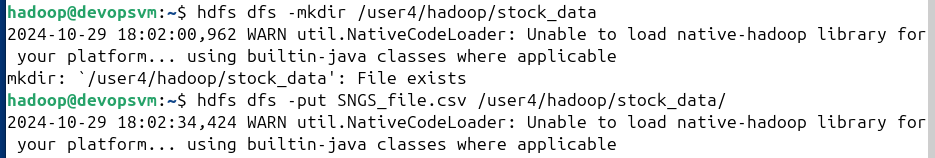 hadoop@devopsvm:~$ hdfs dfs -mkdir /user4/hadoop/stock_data
2024-10-29 18:02:00,962 WARN util.NativeCodeLoader: Unable to load native-hadoop library for
 your platform... using builtin-java classes where applicable
mkdir: `/user4/hadoop/stock_data': File exists
hadoop@devopsvm:~$ hdfs dfs -put SNGS_file.csv /user4/hadoop/stock_data/
2024-10-29 18:02:34,424 WARN util.NativeCodeLoader: Unable to load native-hadoop library for
 your platform... using builtin-java classes where applicable